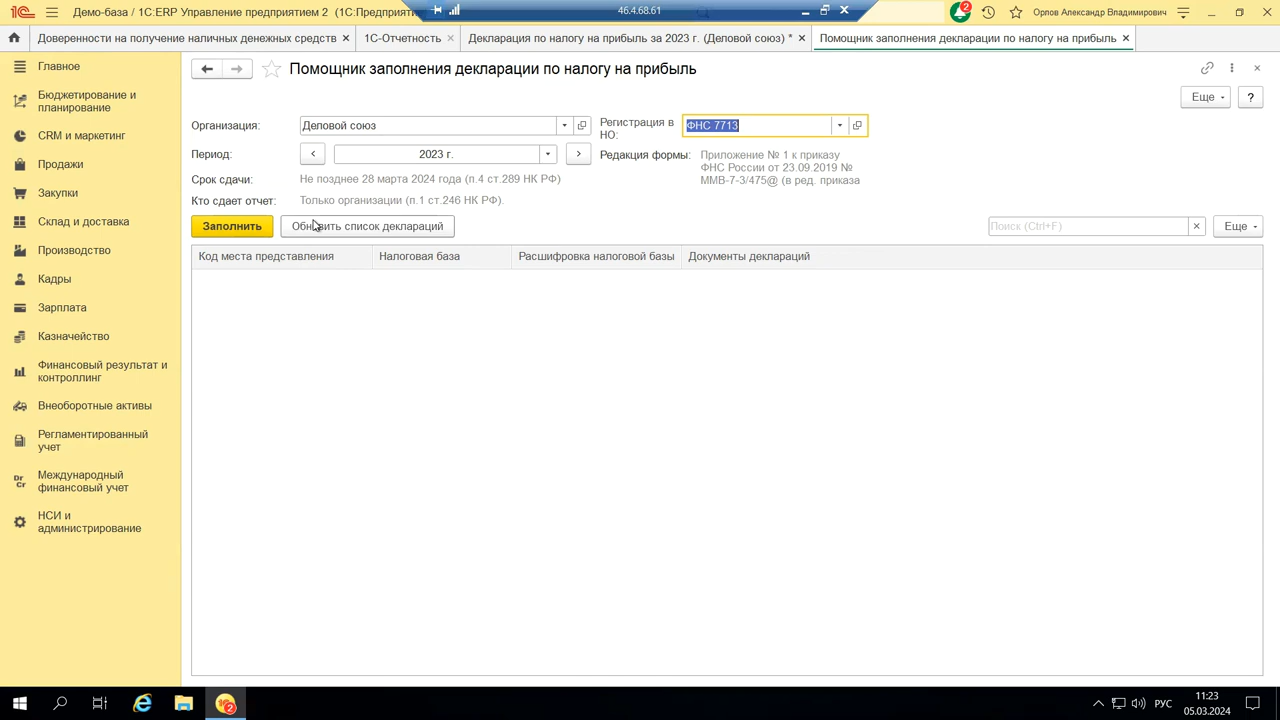 Демо-база / 1С:ERP Управление предприятием 2 (1С:Предприяти
46.4.68.61
2
Орлов Александр Владимирович
Доверенности на получение наличных денежных средств
1С-Отчетность
Декларация по налогу на прибыль за 2023 г. (Деловой союз) *
Помощник заполнения декларации по налогу на прибыль
Главное
Бюджетирование и
планирование
CRM и маркетинг
Продажи
Закупки
Склад и доставка
Производство
Кадры
Зарплата
Казначейство
Финансовый результат и
контроллинг
Внеоборотные активы
Регламентированный
учет
Международный
финансовый учет
НСИ и
администрирование
Помощник заполнения декларации по налогу на прибыль
Еще
?
Организация:
Деловой союз
Регистрация в
НО:
ФНС 7713
Период:
2023 г.
Редакция формы:
Приложение № 1 к приказу
ФНС России от 23.09.2019 №
ММВ-7-3/475@ (в ред. приказа
Срок сдачи:
Не позднее 28 марта 2024 года (п.4 ст.289 НК РФ)
Кто сдает отчет:
Только организации (п.1 ст.246 НК РФ).
Заполнить
Обновить список деклараций
Поиск (Ctrl+F)
Еще
Код места представления
Налоговая база
Расшифровка налоговой базы
Документы деклараций
2
РУС
11:23
05.03.2024